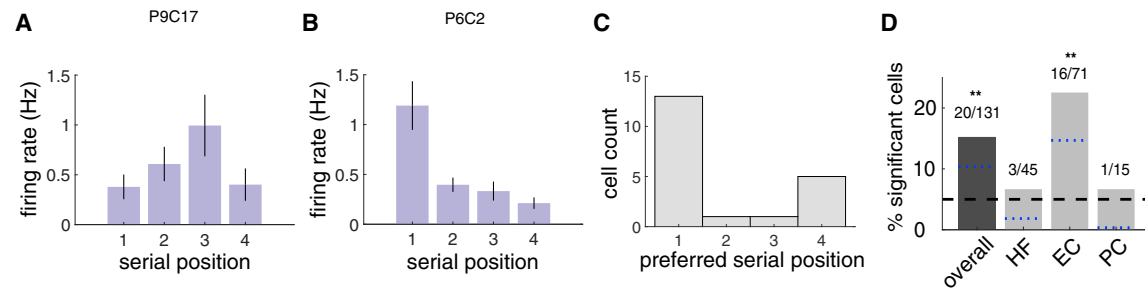 A
P9C17
firing rate (Hz)
1.5
1
0.5
0
1 2 3 4
serial position
B
P6C2
firing rate (Hz)
1.5
1
0.5
0
1 2 3 4
serial position
C
cell count
15
10
5
0
1 2 3 4
preferred serial position
D
% significant cells
20
10
0
**
20/131
3/45
**
16/71
1/15
overall
HF
EC
PC